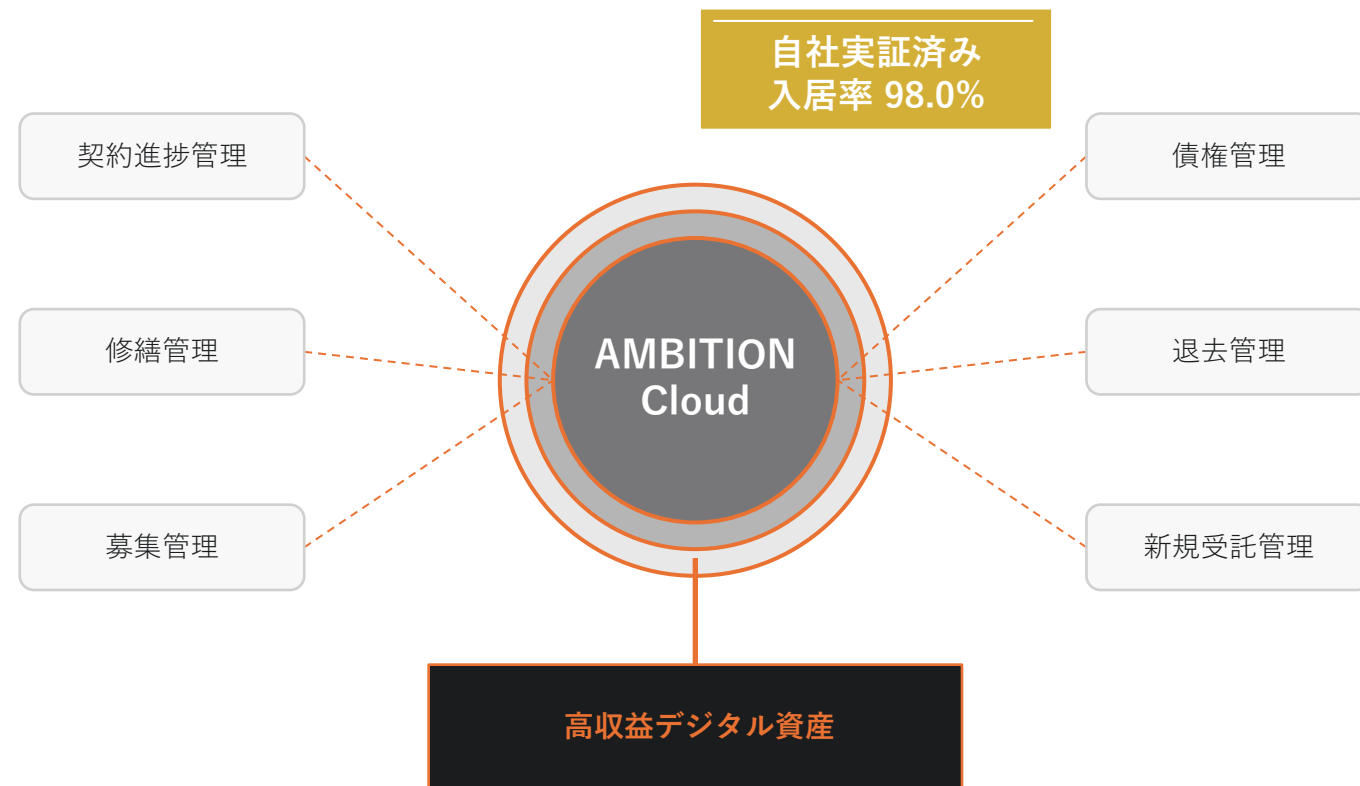 自社実証済み
入居率 98.0%
契約進捗管理
債権管理
修繕管理
AMBITION
Cloud
退去管理
募集管理
新規受託管理
高収益デジタル資産